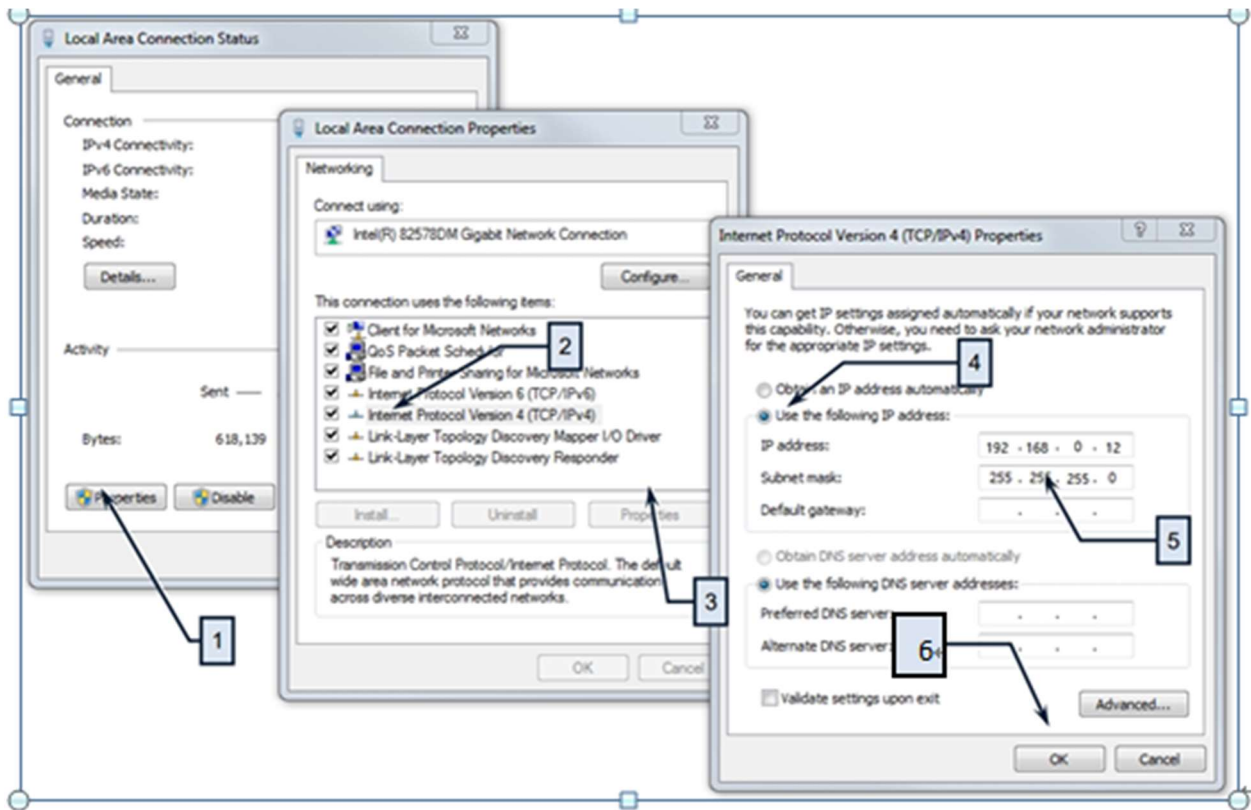 Local Area Connection Status
General
Connection
IPv4 Connectivity:
IPv6 Connectivity:
Media State:
Duration:
Speed:
Details...
Activity
Sent
Bytes: 618,139
Properties Disable
1
Local Area Connection Properties
Networking
Connect using:
Intel(R) 82578DM Gigabit Network Connection
Configure...
This connection uses the following items:
Client for Microsoft Networks
QoS Packet Scheduler
File and Printer Sharing for Microsoft Networks
Internet Protocol Version 6 (TCP/IPv6)
Internet Protocol Version 4 (TCP/IPv4)
Link-Layer Topology Discovery Mapper I/O Driver
Link-Layer Topology Discovery Responder
2
Install... Uninstall Properties
Description
Transmission Control Protocol/Internet Protocol. The default
wide area network protocol that provides communication
across diverse interconnected networks.
3
OK Cancel
Internet Protocol Version 4 (TCP/IPv4) Properties
General
You can get IP settings assigned automatically if your network supports
this capability. Otherwise, you need to ask your network administrator
for the appropriate IP settings.
4
Obtain an IP address automatically
Use the following IP address:
IP address: 192 . 168 . 0 . 12
Subnet mask: 255 . 255 . 255 . 0
Default gateway: . . .
5
Obtain DNS server address automatically
Use the following DNS server addresses:
Preferred DNS server: . . .
Alternate DNS server: . . .
6
Validate settings upon exit
Advanced...
OK Cancel